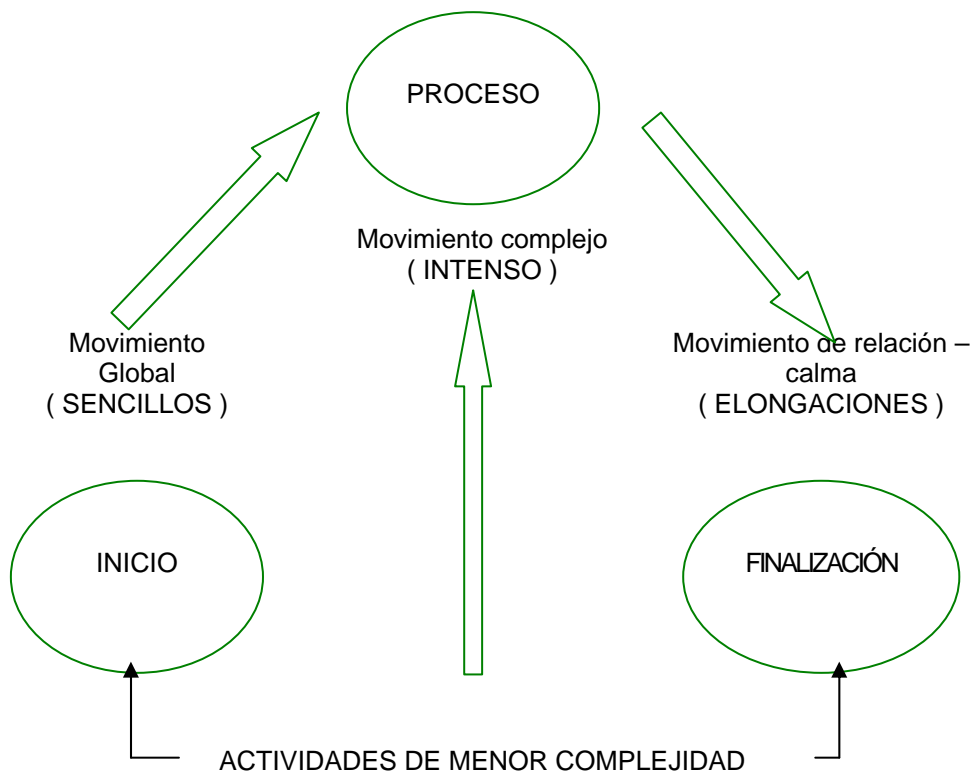 PROCESO
Movimiento complejo
( INTENSO )
Movimiento
Global
( SENCILLOS )
Movimiento de relación –
calma
( ELONGACIONES )
INICIO
FINALIZACIÓN
ACTIVIDADES DE MENOR COMPLEJIDAD